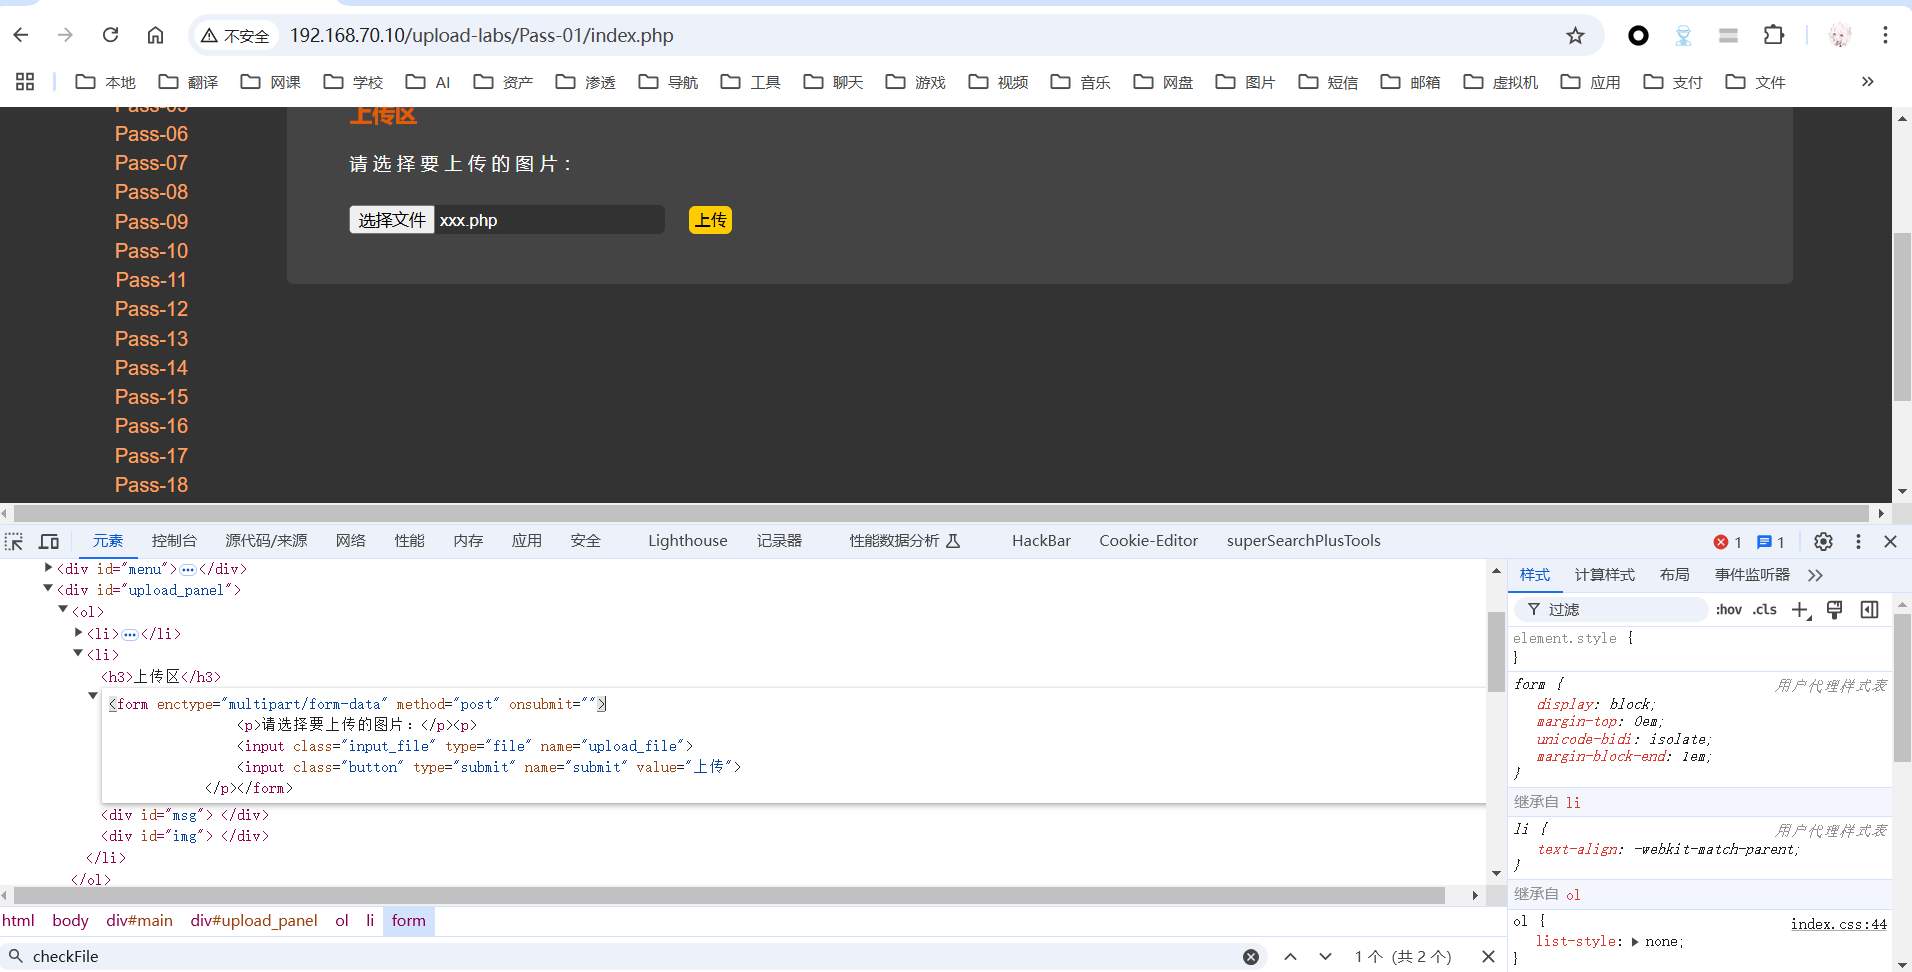 不安全 192.168.70.10/upload-labs/Pass-01/index.php
本地 翻译 网课 学校 AI 资产 渗透 导航 工具 聊天 游戏 视频 音乐 网盘 图片 短信 邮箱 虚拟机 应用 支付 文件
Pass-05
上传区
Pass-06
Pass-07
请选择要上传的图片：
Pass-08
Pass-09
选择文件 xxx.php 上传
Pass-10
Pass-11
Pass-12
Pass-13
Pass-14
Pass-15
Pass-16
Pass-17
Pass-18
元素 控制台 源代码/来源 网络 性能 内存 应用 安全 Lighthouse 记录器 性能数据分析 HackBar Cookie-Editor superSearchPlusTools 1 1
<div id="menu">···</div>
<div id="upload_panel">
<ol>
<li>···</li>
<li>
<h3>上传区</h3>
<form enctype="multipart/form-data" method="post" onsubmit="">
<p>请选择要上传的图片：</p><p>
<input class="input_file" type="file" name="upload_file">
<input class="button" type="submit" name="submit" value="上传">
</p></form>
<div id="msg"> </div>
<div id="img"> </div>
</li>
</ol>
html body div#main div#upload_panel ol li form
checkFile 1 个（共 2 个）
样式 计算样式 布局 事件监听器
过滤 :hov .cls
element.style {
}
form { 用户代理样式表
display: block;
margin-top: 0em;
unicode-bidi: isolate;
margin-block-end: 1em;
}
继承自 li
li { 用户代理样式表
text-align: -webkit-match-parent;
}
继承自 ol
ol { index.css:44
list-style: none;
}